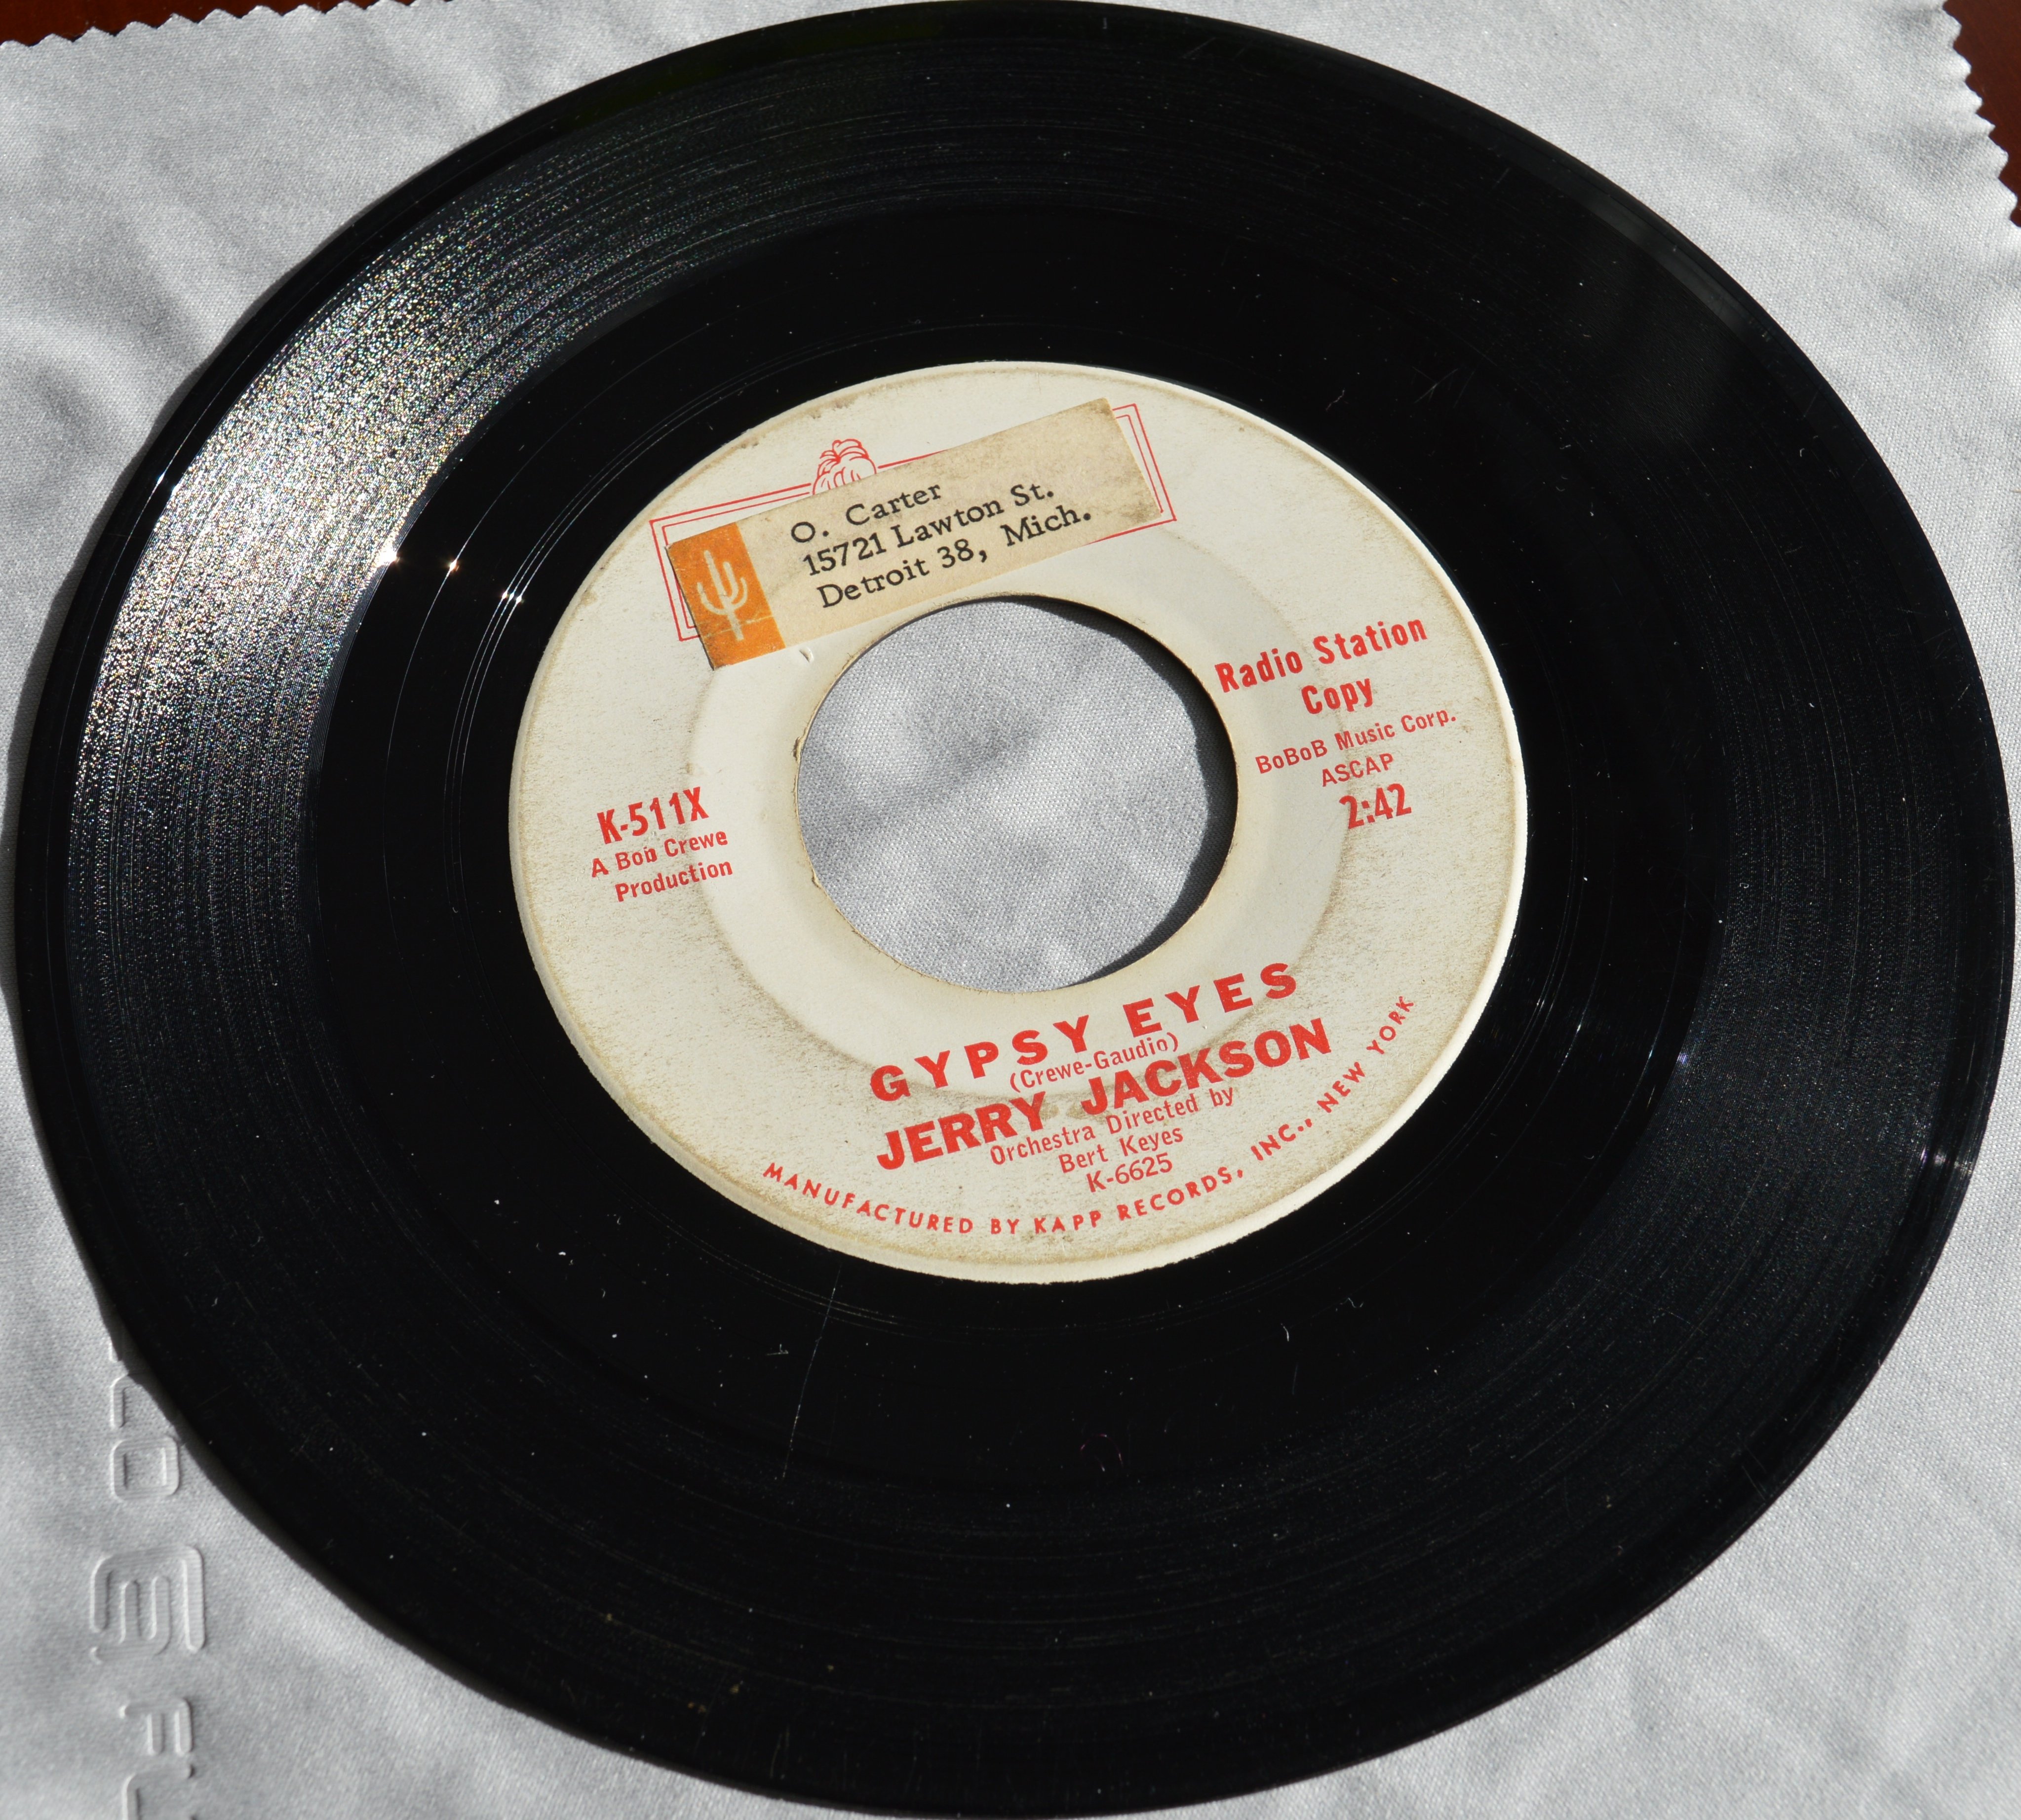 O. Carter
15721 Lawton St.
Detroit 38, Mich.
Radio Station
Copy
BoBoB Music Corp.
ASCAP
2:42
K-511X
A Bob Crewe
Production
GYPSY EYES
(Crewe-Gaudio)
JERRY JACKSON
Orchestra Directed by
Bert Keyes
K-6625
MANUFACTURED BY KAPP RECORDS, INC., NEW YORK